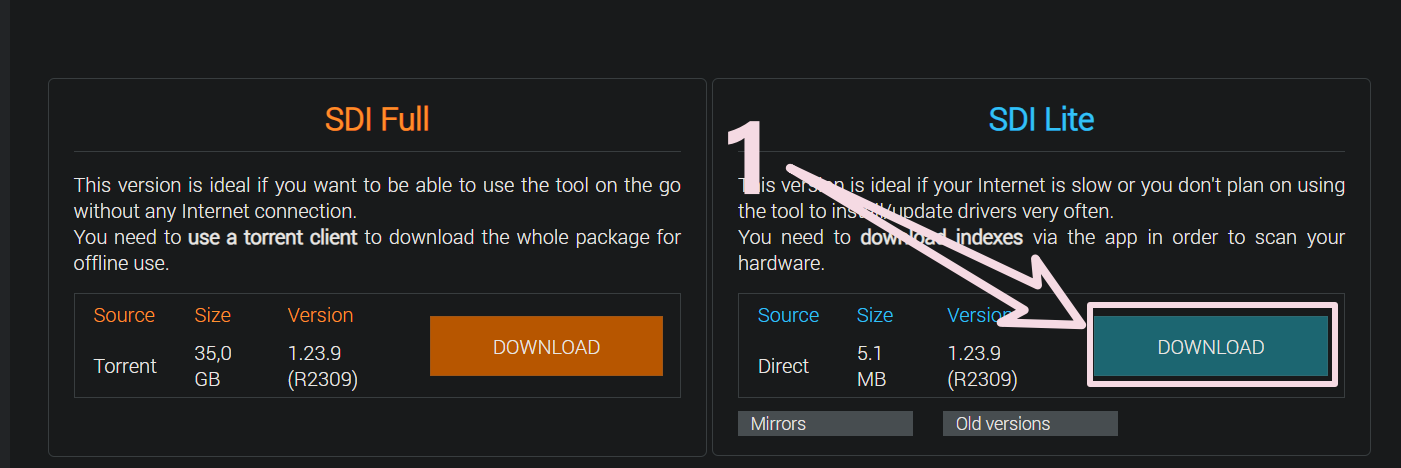 SDI Full
This version is ideal if you want to be able to use the tool on the go
without any Internet connection.
You need to use a torrent client to download the whole package for
offline use.
Source Size Version
Torrent 35,0 GB 1.23.9 (R2309)
DOWNLOAD
1
SDI Lite
This version is ideal if your Internet is slow or you don't plan on using
the tool to install/update drivers very often.
You need to download indexes via the app in order to scan your
hardware.
Source Size Version
Direct 5.1 MB 1.23.9 (R2309)
DOWNLOAD
Mirrors
Old versions